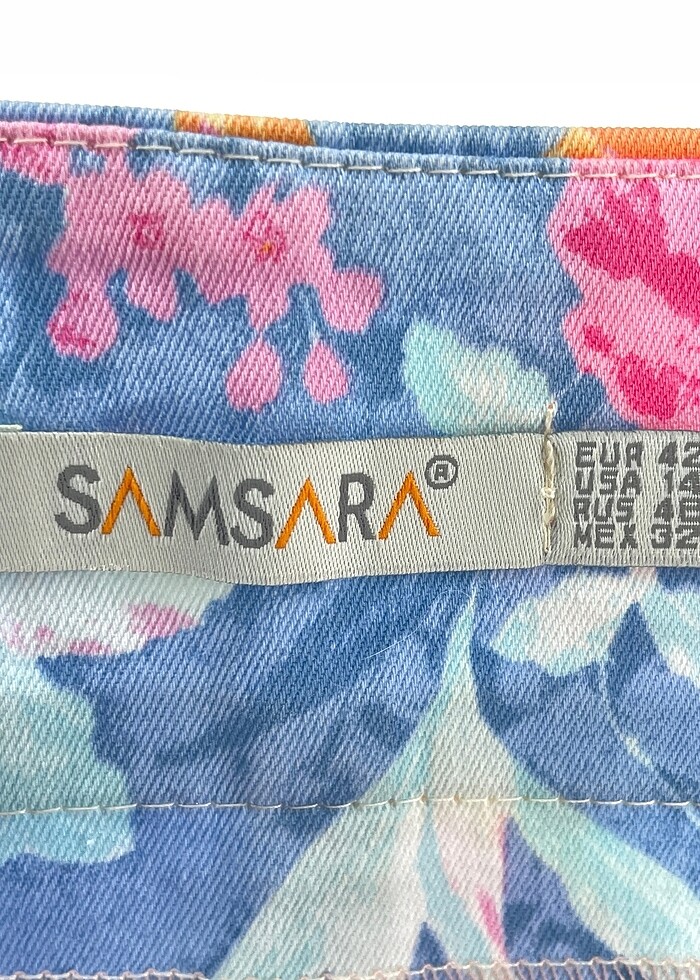 SAMSARA®
EUR 42
USA 14
RUS 48
MEX 32